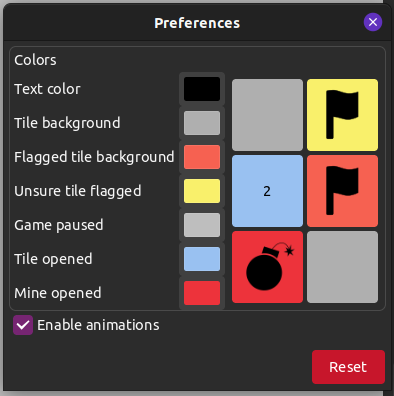 Preferences
Colors
Text color
Tile background
Flagged tile background
Unsure tile flagged
Game paused
Tile opened
Mine opened
2
Enable animations
Reset